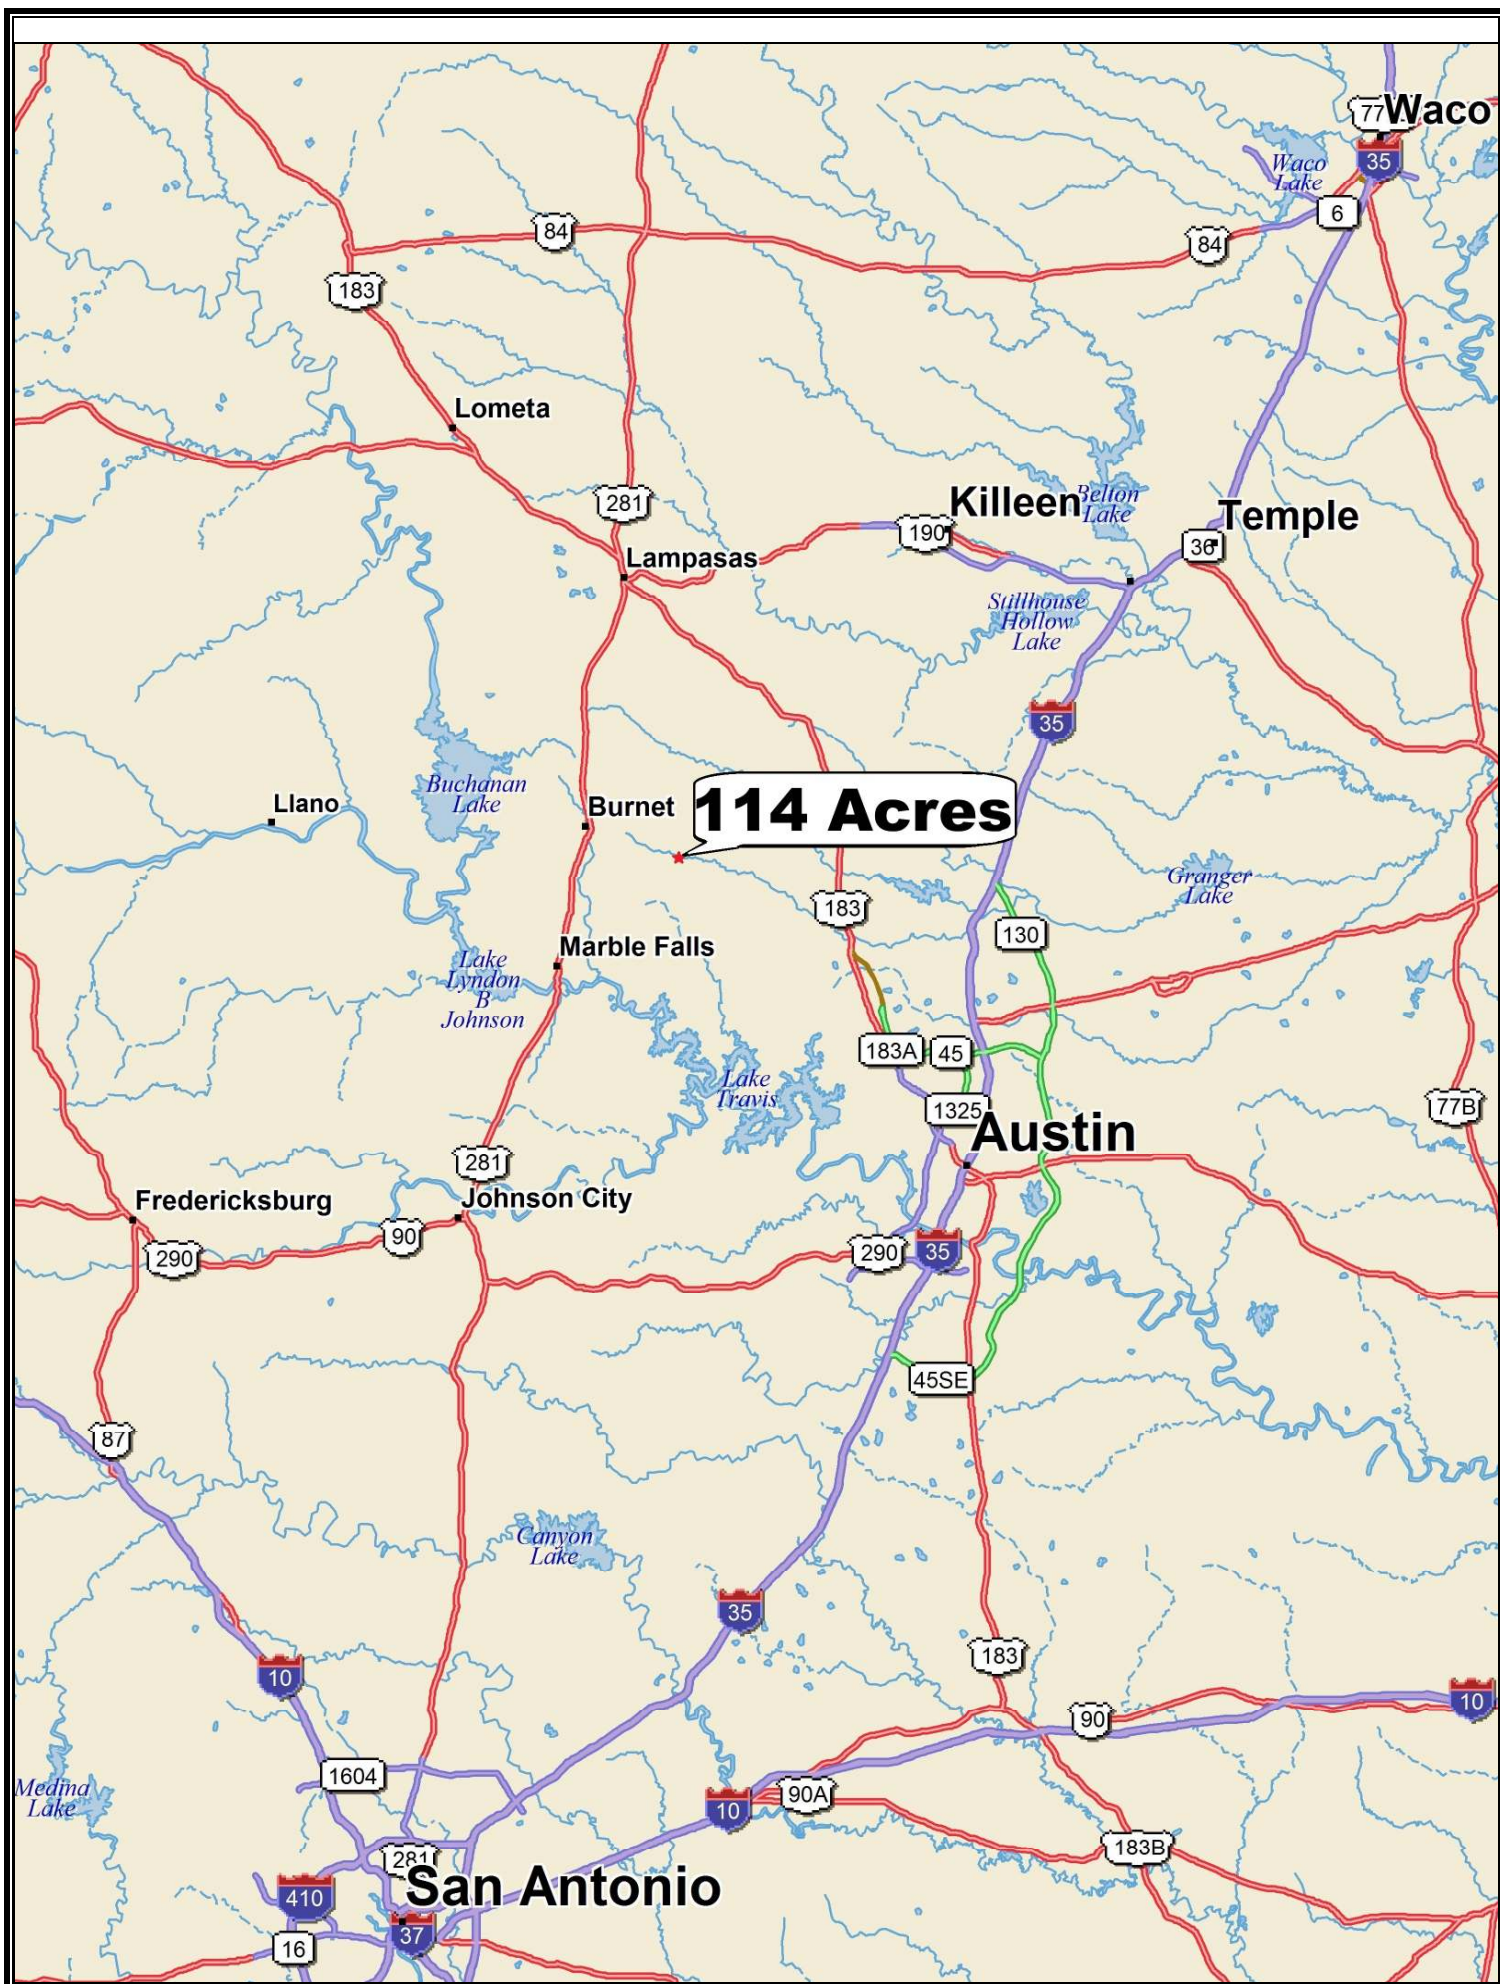 77
Waco
35
Waco
Lake
6
84
84
183
Lometa
281
Killeen
Belton
Lake
Temple
190
36
Lampasas
Stillhouse
Hollow
Lake
35
Buchanan
Lake
Llano
Burnet
114 Acres
Granger
Lake
183
130
Marble Falls
Lake
Lyndon
B
Johnson
183A
45
Lake
Travis
1325
77B
Austin
281
Fredericksburg
Johnson City
290
90
290
35
45SE
87
Canyon
Lake
35
183
10
90
10
1604
Medina
Lake
90A
10
183B
281
San Antonio
410
37
16